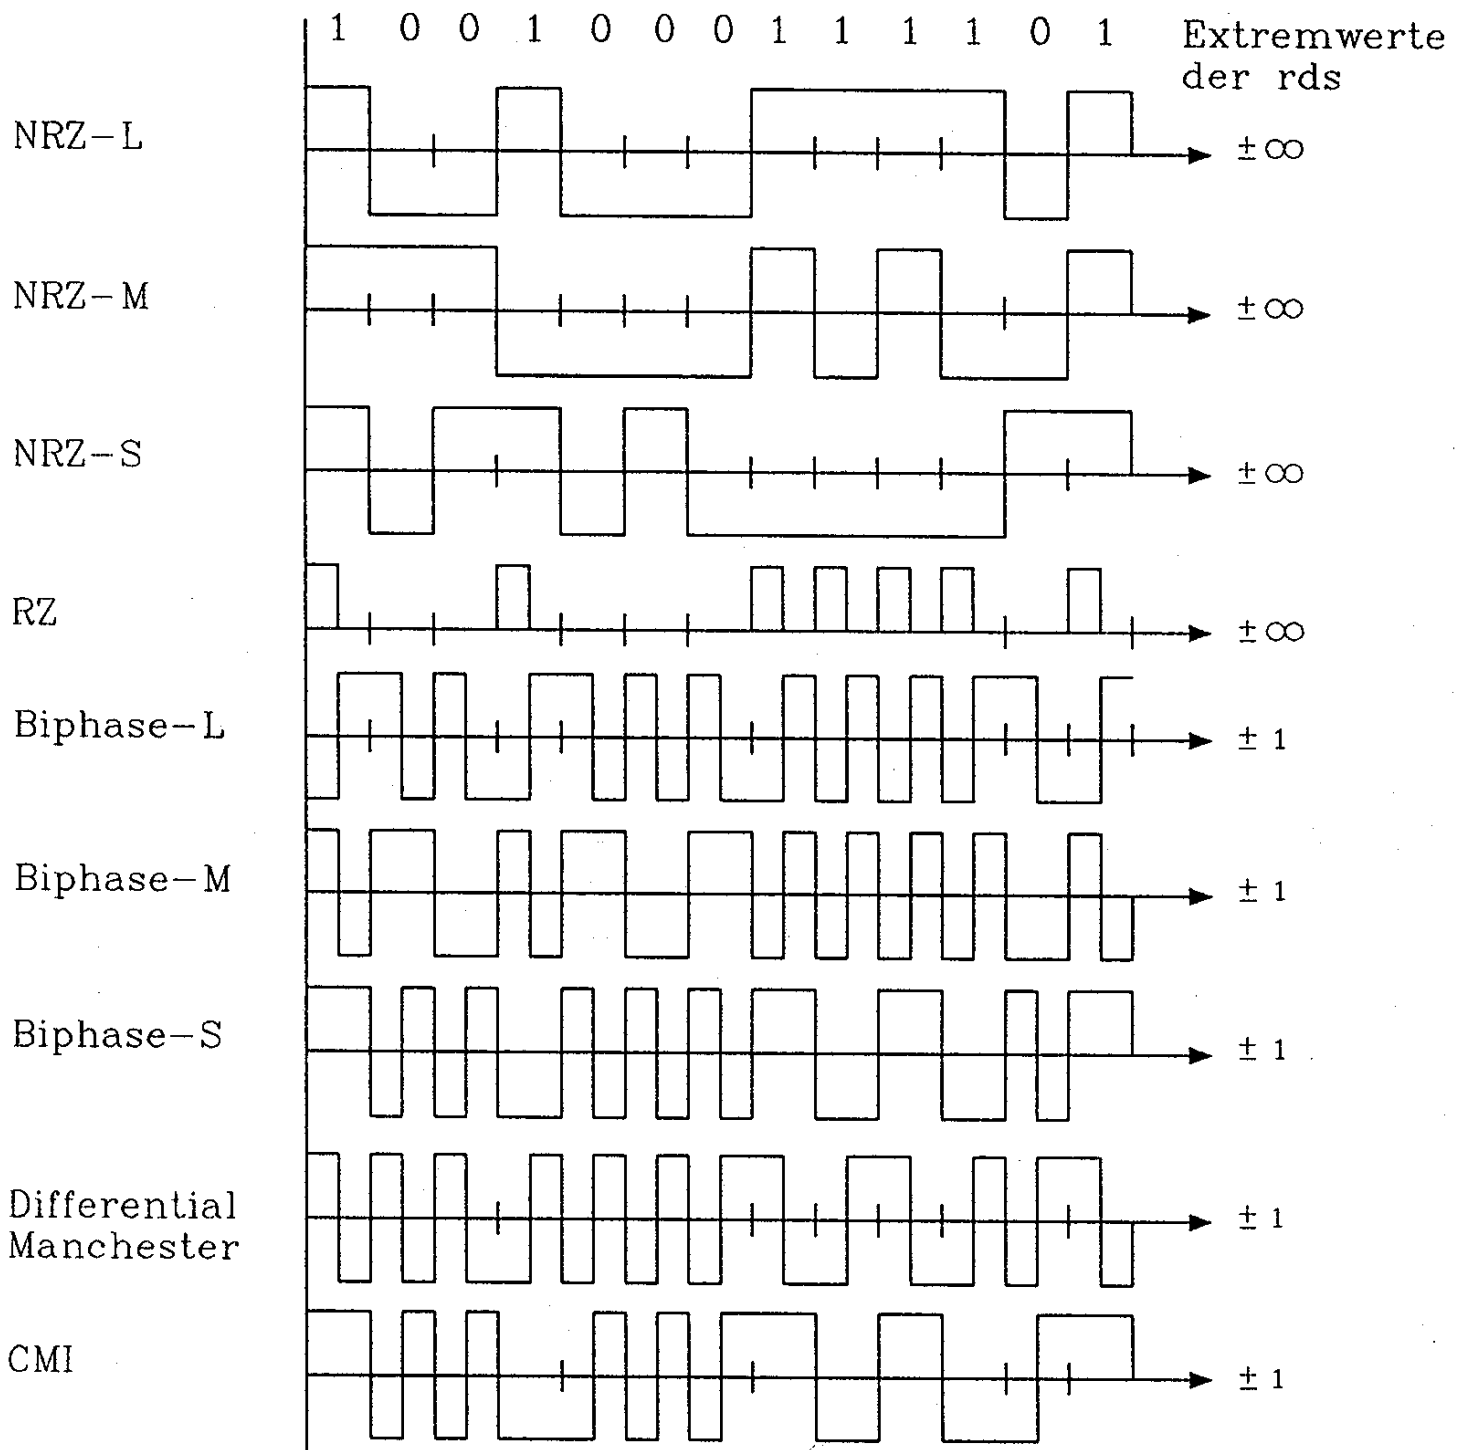 1 0 0 1 0 0 0 1 1 1 1 0 1 Extremwerte
der rds
NRZ-L ±∞
NRZ-M ±∞
NRZ-S ±∞
RZ ±∞
Biphase-L ± 1
Biphase-M ± 1
Biphase-S ± 1
Differential
Manchester ± 1
CMI ± 1